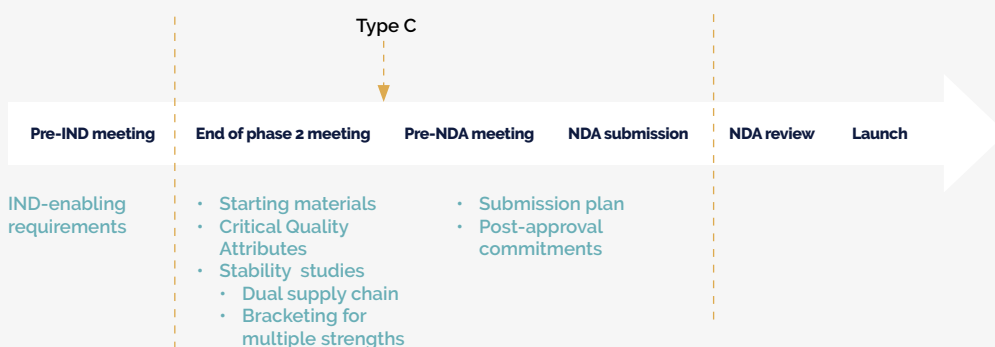 Type C
Pre-IND meeting
End of phase 2 meeting
Pre-NDA meeting
NDA submission
NDA review
Launch
IND-enabling
requirements
• Starting materials
• Critical Quality
Attributes
• Stability studies
• Dual supply chain
• Bracketing for
multiple strengths
• Submission plan
• Post-approval
commitments